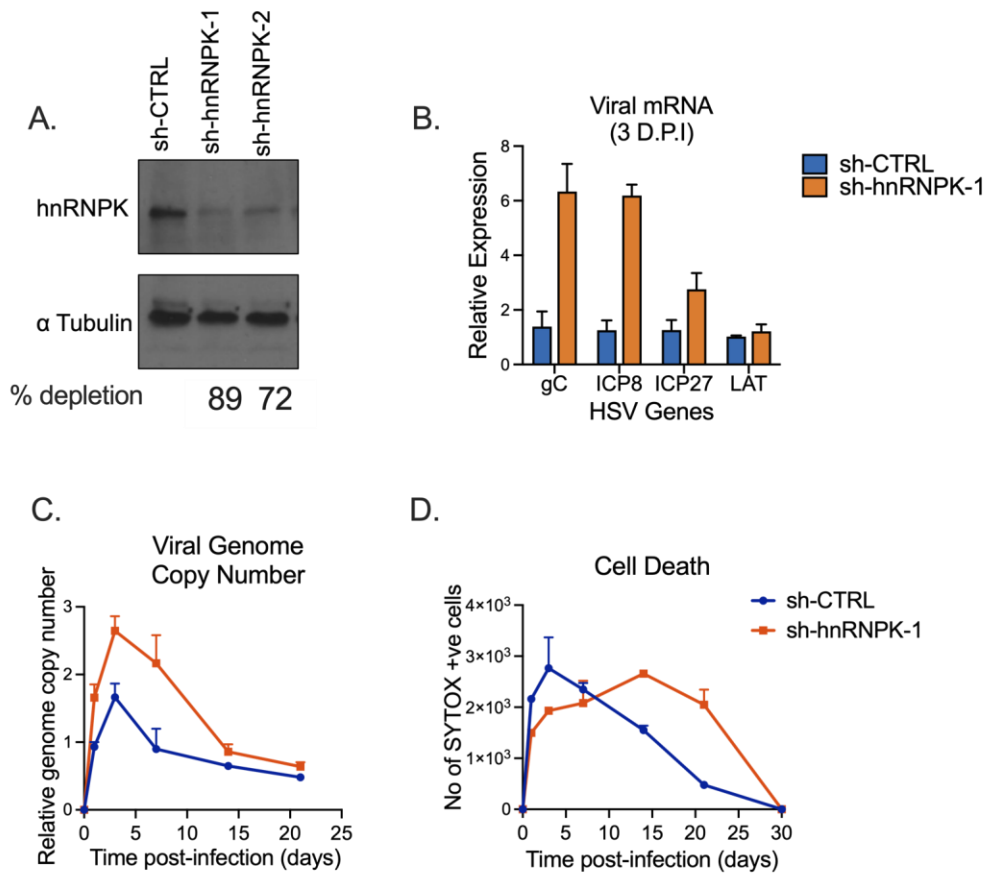 A.
sh-CTRL
sh-hnRNPK-1
sh-hnRNPK-2
hnRNPK
α Tubulin
% depletion 89 72
B.
Viral mRNA
(3 D.P.I)
Relative Expression
8
6
4
2
0
gC ICP8 ICP27 LAT
HSV Genes
sh-CTRL
sh-hnRNPK-1
C.
Viral Genome
Copy Number
Relative genome copy number
3
2
1
0
0 5 10 15 20 25
Time post-infection (days)
D.
Cell Death
No of SYTOX +ve cells
4×10³
3×10³
2×10³
1×10³
0
0 5 10 15 20 25 30
Time post-infection (days)
sh-CTRL
sh-hnRNPK-1